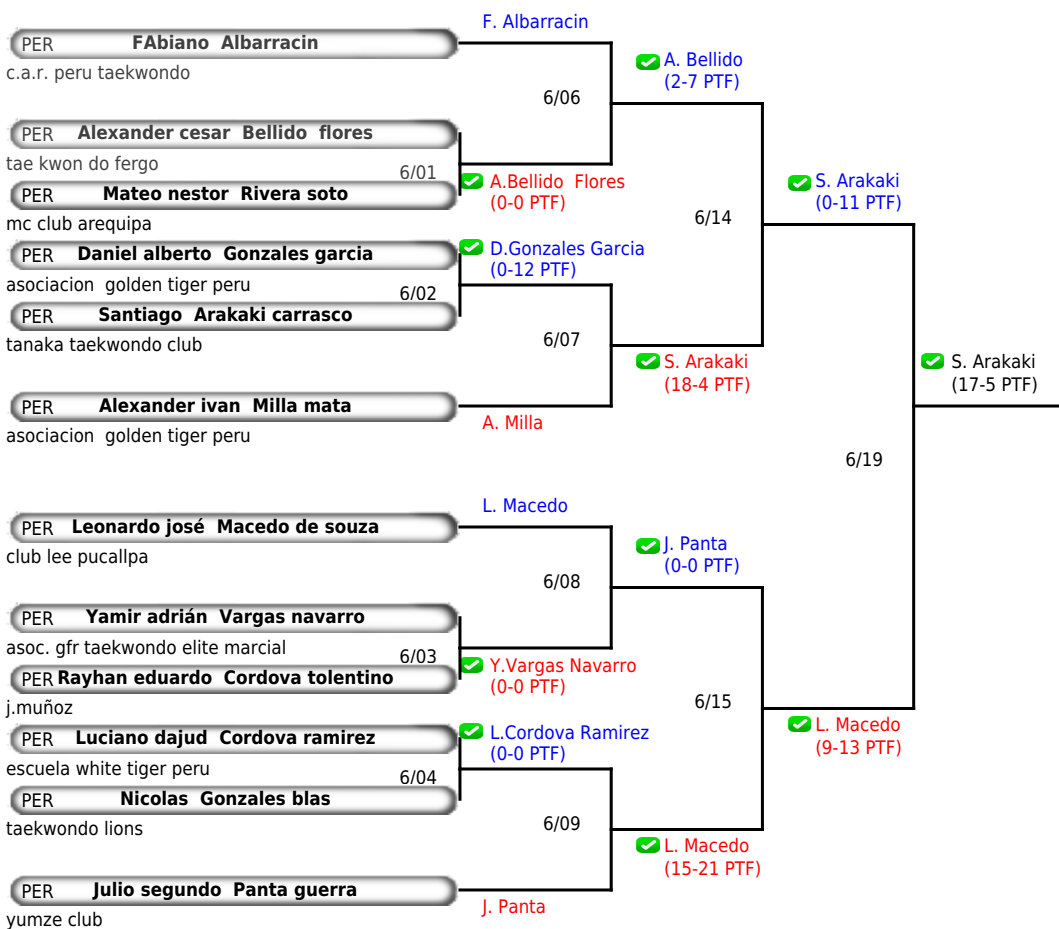 F. Albarracin
PER FAbiano Albarracin
c.a.r. peru taekwondo
A. Bellido
(2-7 PTF)
6/06
PER Alexander cesar Bellido flores
tae kwon do fergo
6/01
A.Bellido Flores
(0-0 PTF)
PER Mateo nestor Rivera soto
mc club arequipa
S. Arakaki
(0-11 PTF)
6/14
PER Daniel alberto Gonzales garcia
asociacion golden tiger peru
D.Gonzales Garcia
(0-12 PTF)
6/02
PER Santiago Arakaki carrasco
tanaka taekwondo club
6/07
S. Arakaki
(18-4 PTF)
S. Arakaki
(17-5 PTF)
PER Alexander ivan Milla mata
asociacion golden tiger peru
A. Milla
6/19
L. Macedo
PER Leonardo josé Macedo de souza
club lee pucallpa
J. Panta
(0-0 PTF)
6/08
PER Yamir adrián Vargas navarro
asoc. gfr taekwondo elite marcial
6/03
Y.Vargas Navarro
(0-0 PTF)
PER Rayhan eduardo Cordova tolentino
j.muñoz
6/15
L. Macedo
(9-13 PTF)
PER Luciano dajud Cordova ramirez
escuela white tiger peru
L.Cordova Ramirez
(0-0 PTF)
6/04
PER Nicolas Gonzales blas
taekwondo lions
6/09
L. Macedo
(15-21 PTF)
PER Julio segundo Panta guerra
yumze club
J. Panta